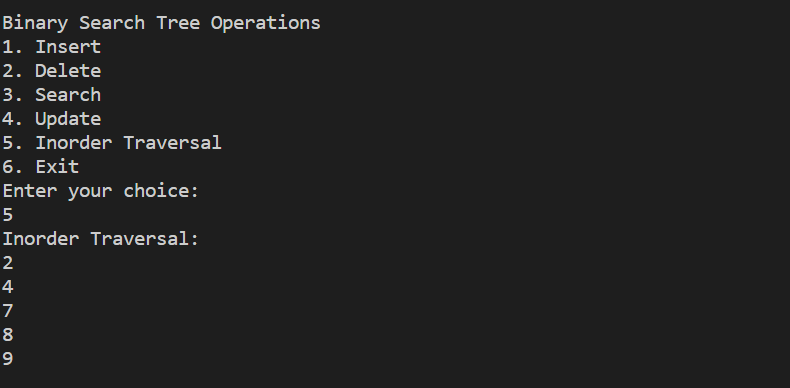 Binary Search Tree Operations
1. Insert
2. Delete
3. Search
4. Update
5. Inorder Traversal
6. Exit
Enter your choice:
5
Inorder Traversal:
2
4
7
8
9